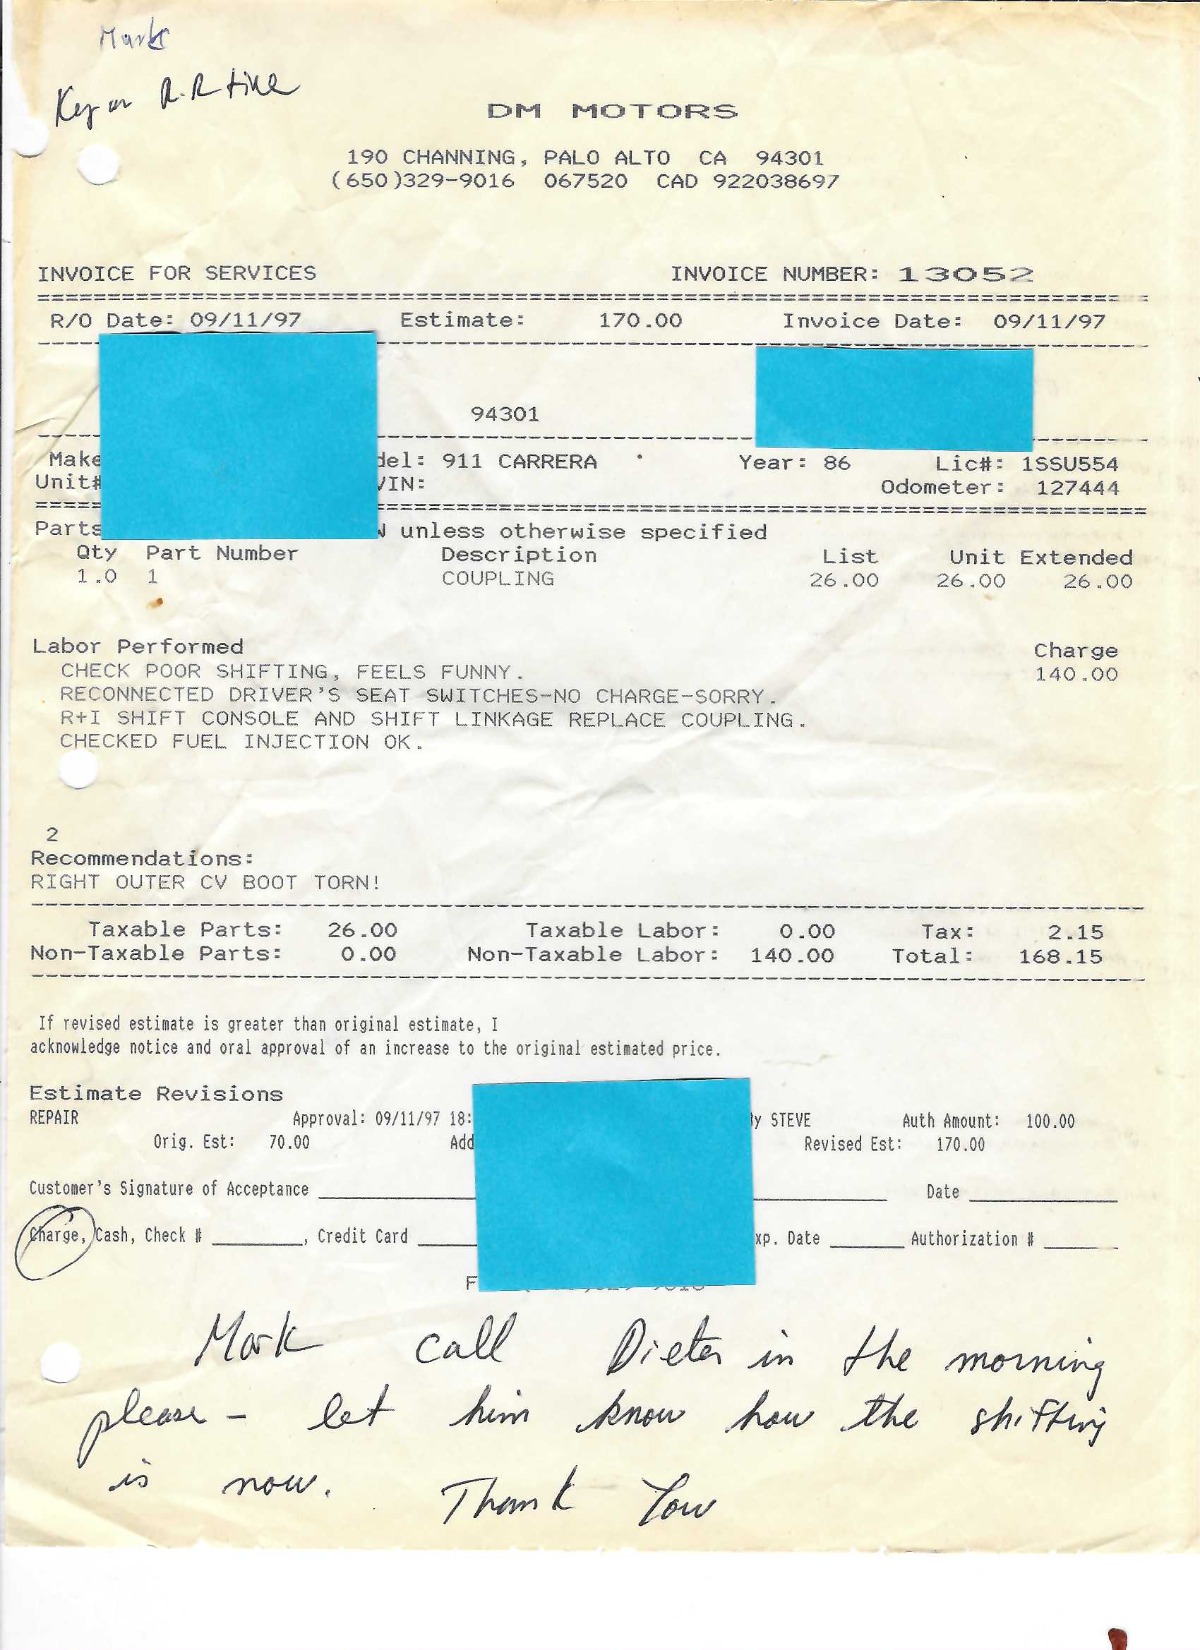 Mark
Key on R.R tire
DM MOTORS
190 CHANNING, PALO ALTO CA 94301
(650)329-9016 067520 CAD 922038697
INVOICE FOR SERVICES INVOICE NUMBER: 13052
R/O Date: 09/11/97 Estimate: 170.00 Invoice Date: 09/11/97
94301
Make del: 911 CARRERA Year: 86 Lic#: 1SSU554
Unit# VIN: Odometer: 127444
Parts unless otherwise specified
Qty Part Number Description List Unit Extended
1.0 1 COUPLING 26.00 26.00 26.00
Labor Performed Charge
CHECK POOR SHIFTING, FEELS FUNNY. 140.00
RECONNECTED DRIVER'S SEAT SWITCHES-NO CHARGE-SORRY.
R+I SHIFT CONSOLE AND SHIFT LINKAGE REPLACE COUPLING.
CHECKED FUEL INJECTION OK.
2
Recommendations:
RIGHT OUTER CV BOOT TORN!
Taxable Parts: 26.00 Taxable Labor: 0.00 Tax: 2.15
Non-Taxable Parts: 0.00 Non-Taxable Labor: 140.00 Total: 168.15
If revised estimate is greater than original estimate, I
acknowledge notice and oral approval of an increase to the original estimated price.
Estimate Revisions
REPAIR Approval: 09/11/97 18: y STEVE Auth Amount: 100.00
Orig. Est: 70.00 Add Revised Est: 170.00
Customer's Signature of Acceptance Date
Charge, Cash, Check # , Credit Card xp. Date Authorization #
F
Mark call Dieter in the morning
please - let him know how the shifting
is now. Thank You